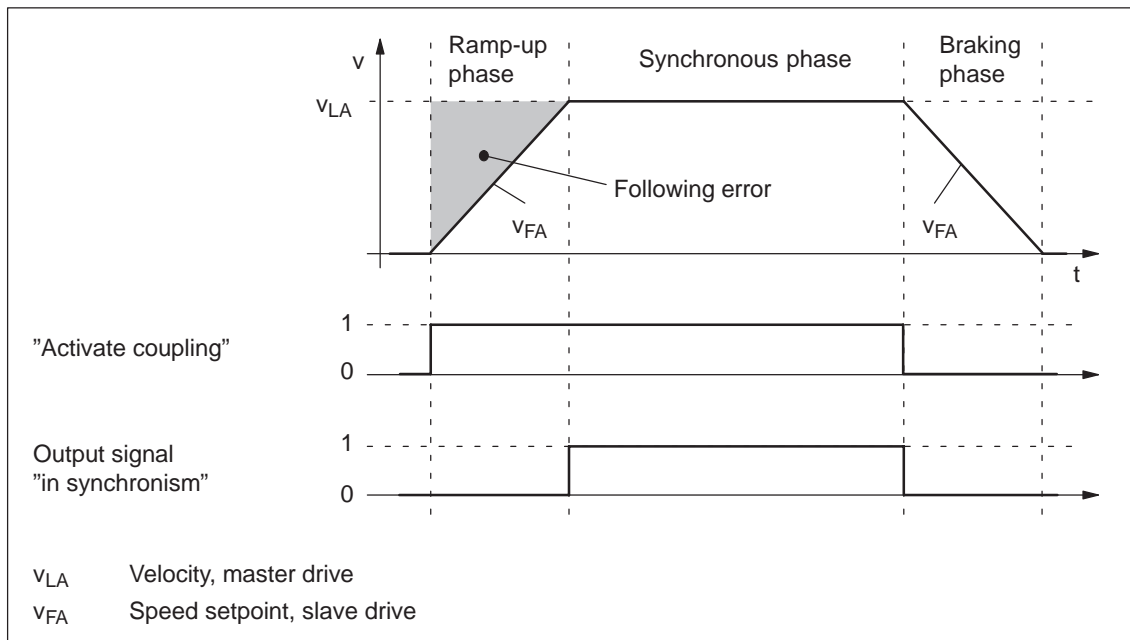 Ramp-up
phase
Synchronous phase
Braking
phase
v
vLA
Following error
vFA
vFA
t
”Activate coupling”
1
0
Output signal
”in synchronism”
1
0
vLA Velocity, master drive
vFA Speed setpoint, slave drive